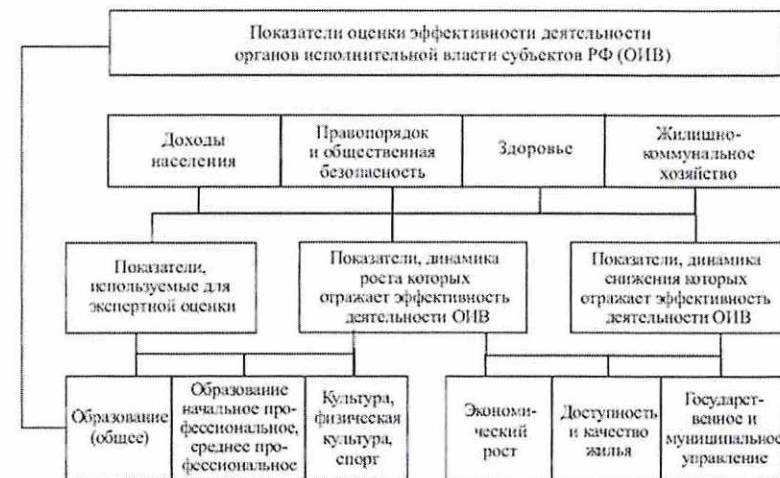 Показатели оценки эффективности деятельности
органов исполнительной власти субъектов РФ (ОИВ)
Доходы
населения
Правопорядок
и общественная
безопасность
Здоровье
Жилищно-
коммунальное
хозяйство
Показатели,
используемые для
экспертной оценки
Показатели, динамика
роста которых
отражает эффективность
деятельности ОИВ
Показатели, динамика
снижения которых
отражает эффективность
деятельности ОИВ
Образование
(общее)
Образование
начальное про-
фессиональное,
среднее про-
фессиональное
Культура,
физическая
культура,
спорт
Экономи-
ческий
рост
Доступность
и качество
жилья
Государст-
венное и
муниципальное
управление